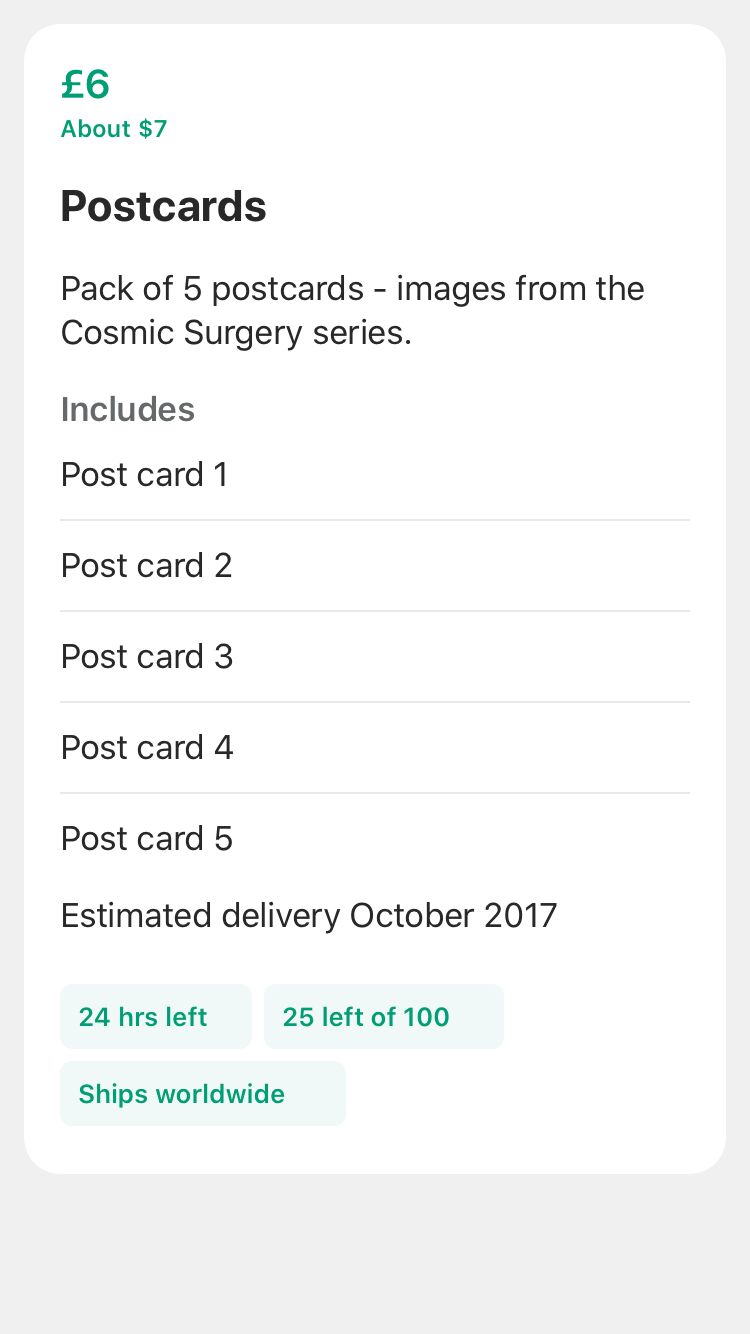 £6
About $7
Postcards
Pack of 5 postcards - images from the
Cosmic Surgery series.
Includes
Post card 1
Post card 2
Post card 3
Post card 4
Post card 5
Estimated delivery October 2017
24 hrs left
25 left of 100
Ships worldwide